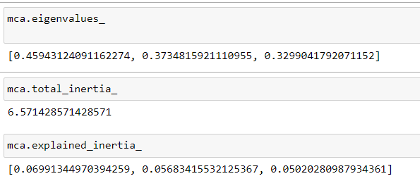 mca.eigenvalues_
[0.45943124091162274, 0.3734815921110955, 0.3299041792071152]
mca.total_inertia_
6.571428571428571
mca.explained_inertia_
[0.06991344970394259, 0.05683415532125367, 0.05020280987934361]